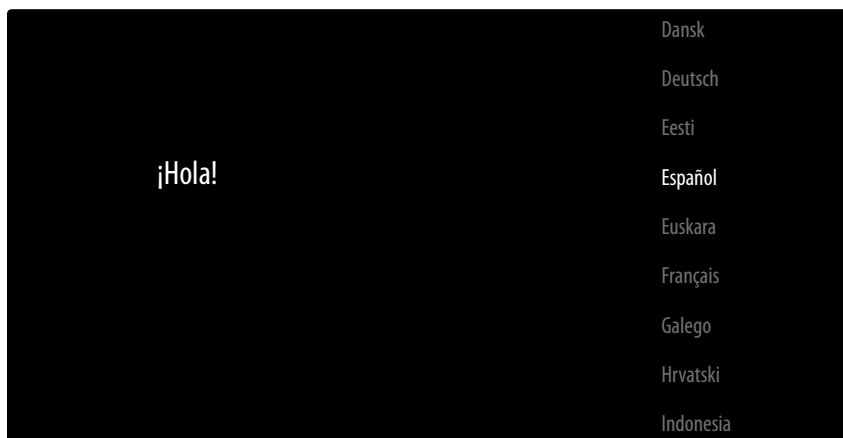 Dansk
Deutsch
Eesti
¡Hola!
Español
Euskara
Français
Galego
Hrvatski
Indonesia